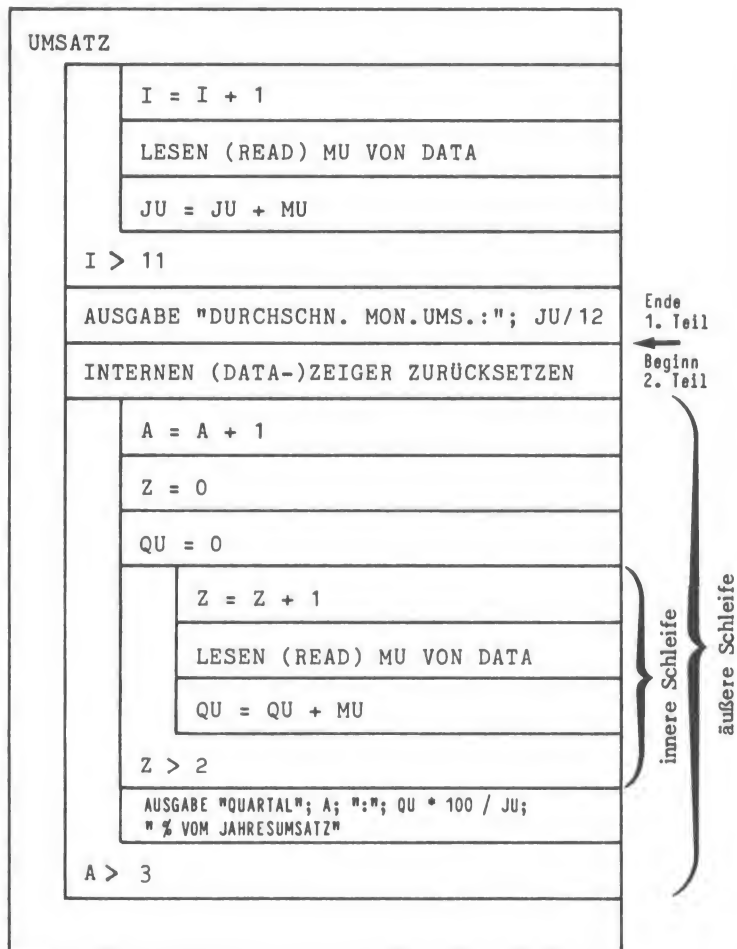 UMSATZ
I = I + 1
LESEN (READ) MU VON DATA
JU = JU + MU
I > 11
AUSGABE "DURCHSCHN. MON.UMS.:"; JU/12
Ende
1. Teil
INTERNEN (DATA-)ZEIGER ZURÜCKSETZEN
Beginn
2. Teil
A = A + 1
Z = 0
QU = 0
Z = Z + 1
LESEN (READ) MU VON DATA
QU = QU + MU
Z > 2
innere Schleife
äußere Schleife
AUSGABE "QUARTAL"; A; ":"; QU * 100 / JU;
" % VOM JAHRESUMSATZ"
A > 3